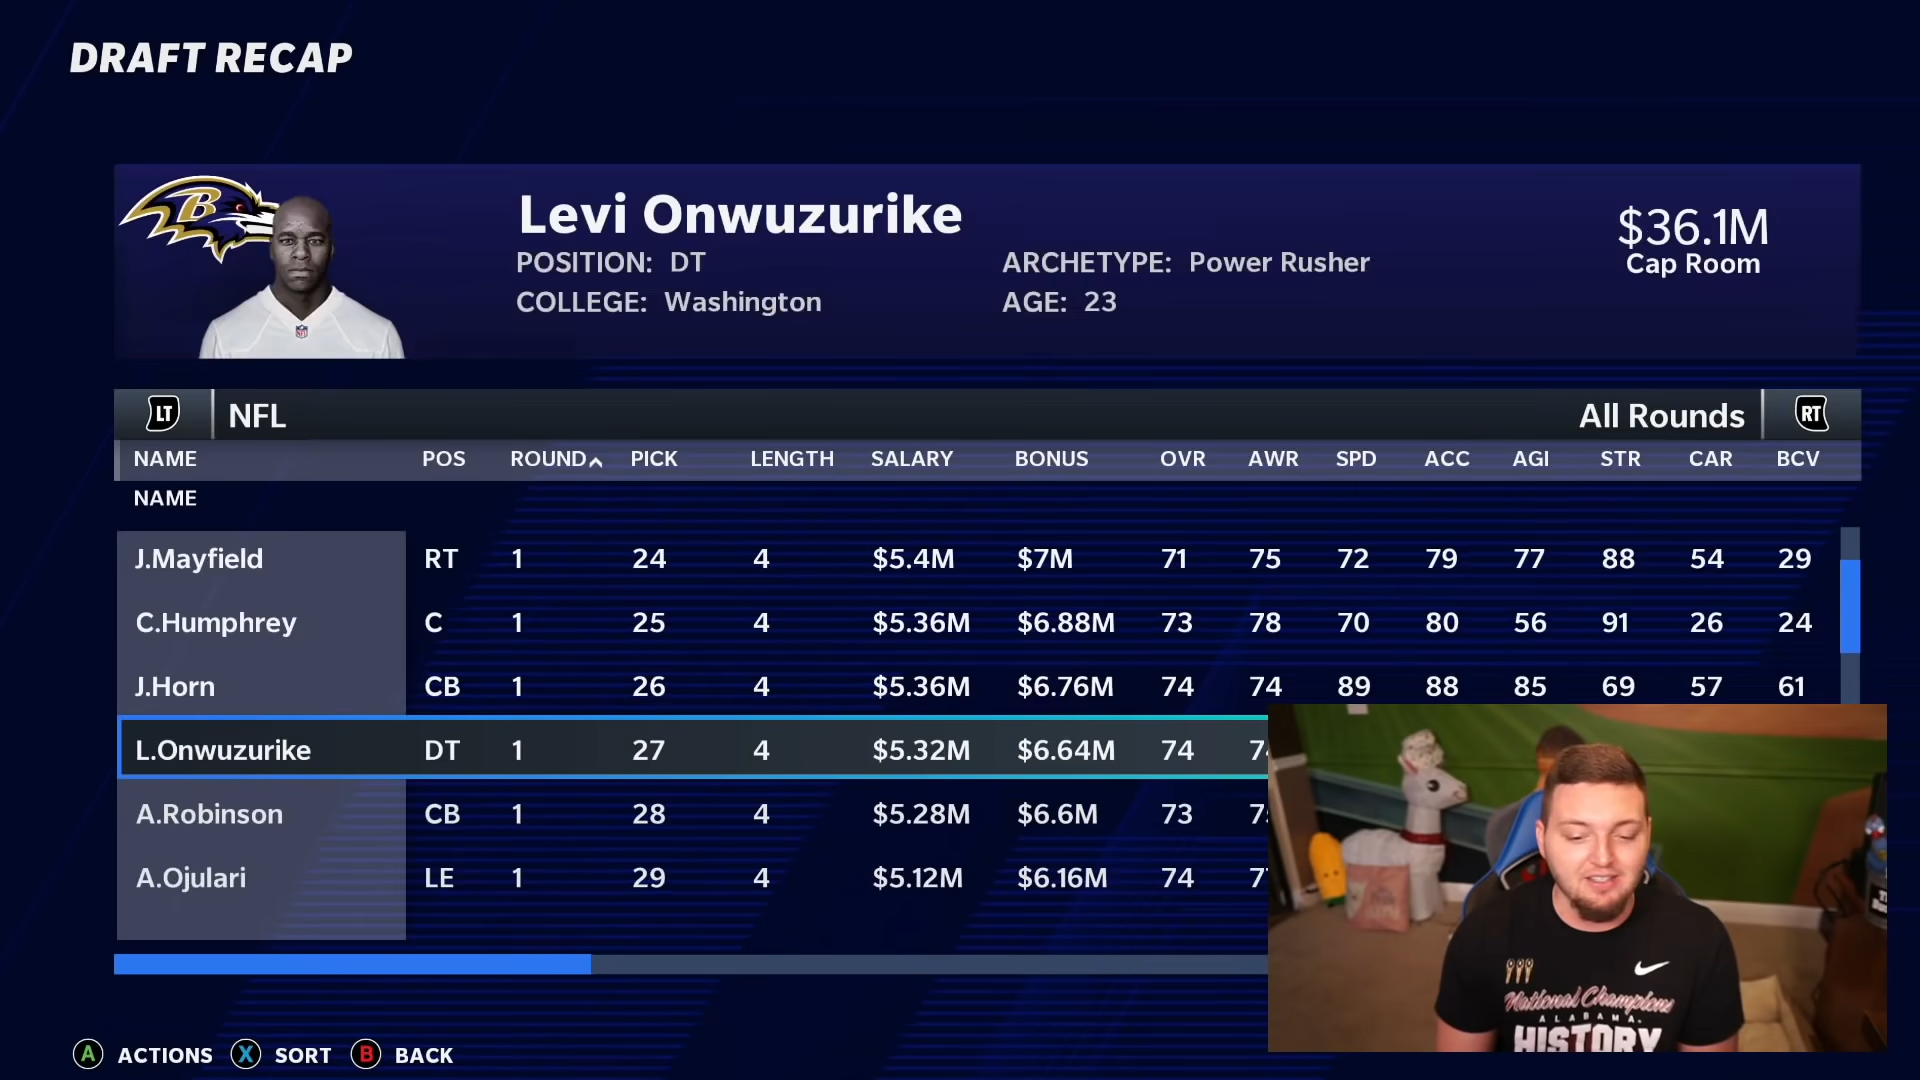 DRAFT RECAP
B
Levi Onwuzurike
POSITION: DT
ARCHETYPE: Power Rusher
COLLEGE: Washington
AGE: 23
$36.1M
Cap Room
LT NFL All Rounds RT
NAME POS ROUND PICK LENGTH SALARY BONUS OVR AWR SPD ACC AGI STR CAR BCV
NAME
J.Mayfield RT 1 24 4 $5.4M $7M 71 75 72 79 77 88 54 29
C.Humphrey C 1 25 4 $5.36M $6.88M 73 78 70 80 56 91 26 24
J.Horn CB 1 26 4 $5.36M $6.76M 74 74 89 88 85 69 57 61
L.Onwuzurike DT 1 27 4 $5.32M $6.64M 74
A.Robinson CB 1 28 4 $5.28M $6.6M 73
A.Ojulari LE 1 29 4 $5.12M $6.16M 74
A ACTIONS X SORT B BACK
National Champions
ALABAMA
HISTORY